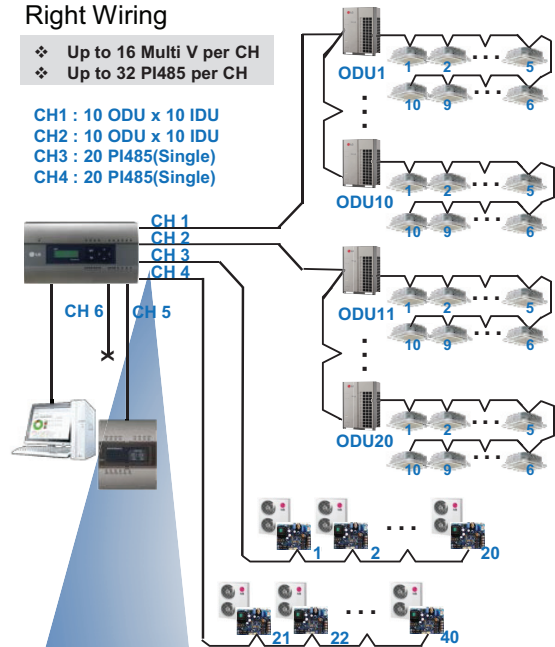 Right Wiring
❖ Up to 16 Multi V per CH
❖ Up to 32 PI485 per CH
CH1 : 10 ODU x 10 IDU
CH2 : 10 ODU x 10 IDU
CH3 : 20 PI485(Single)
CH4 : 20 PI485(Single)
ODU1
1 2 ... 5
10 9 ... 6
ODU10
1 2 ... 5
10 9 ... 6
CH 1
CH 2
CH 3
CH 4
LG
CH 6
CH 5
ODU11
1 2 ... 5
10 9 ... 6
ODU20
1 2 ... 5
10 9 ... 6
1 2 ... 20
21 22 ... 40